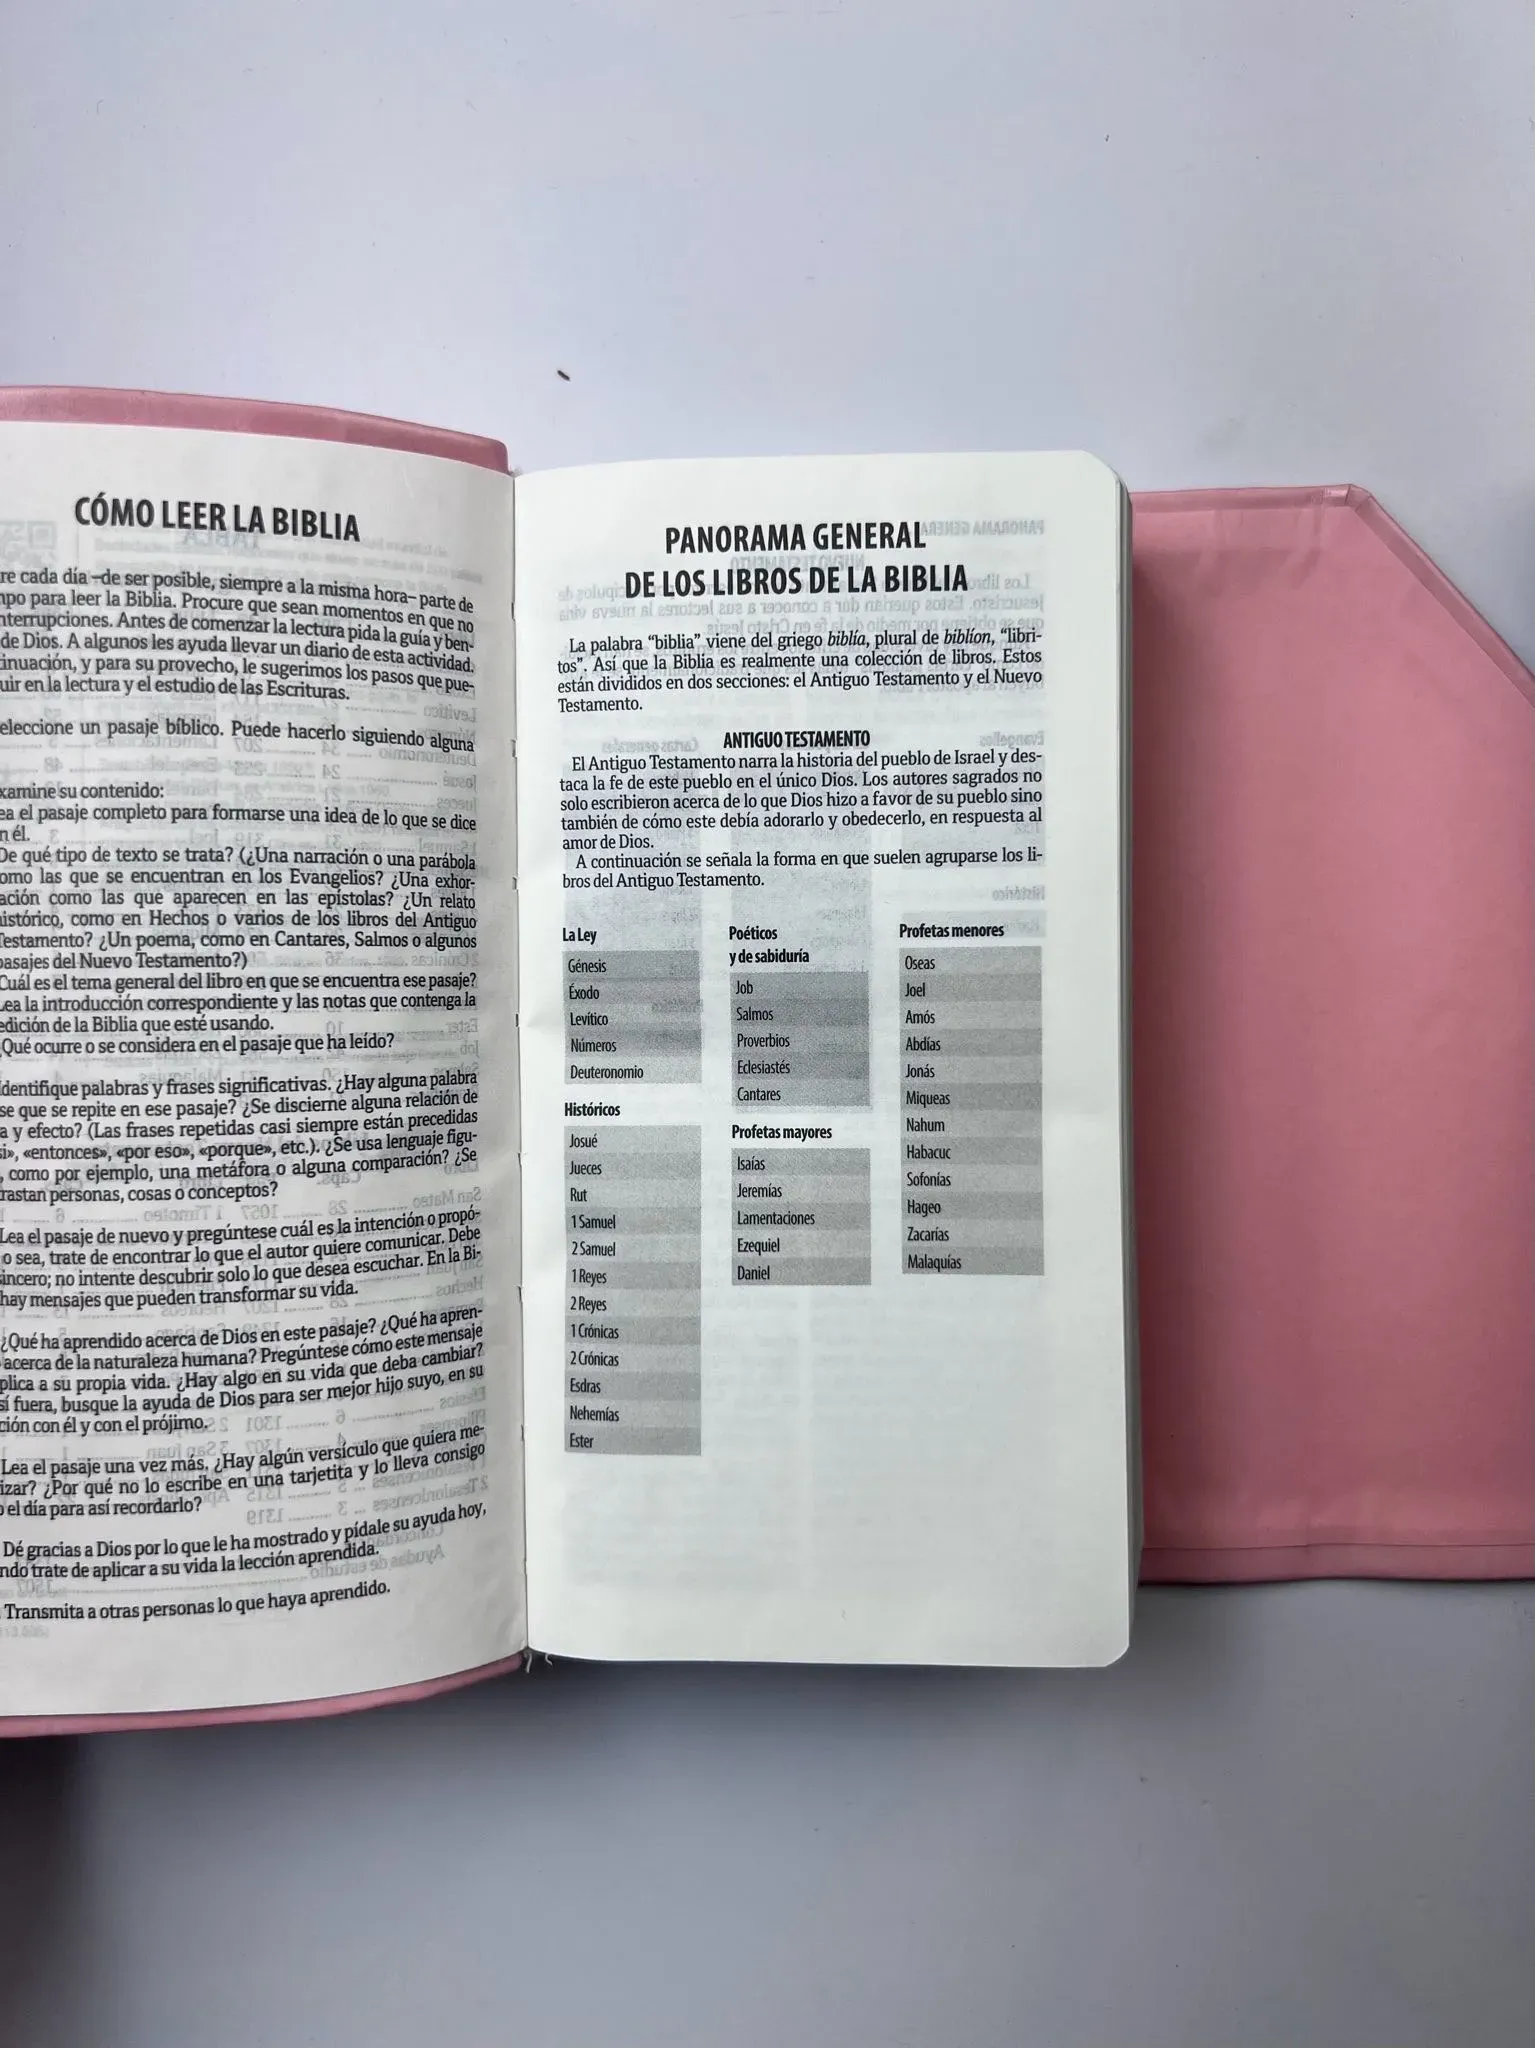 CÓMO LEER LA BIBLIA
re cada día –de ser posible, siempre a la misma hora– parte de
mpo para leer la Biblia. Procure que sean momentos en que no
nterrupciones. Antes de comenzar la lectura pida la guía y ben-
de Dios. A algunos les ayuda llevar un diario de esta actividad.
inuación, y para su provecho, le sugerimos los pasos que pue-
uir en la lectura y el estudio de las Escrituras.
eleccione un pasaje bíblico. Puede hacerlo siguiendo alguna
xamine su contenido:
ea el pasaje completo para formarse una idea de lo que se dice
n él.
De qué tipo de texto se trata? (¿Una narración o una parábola
omo las que se encuentran en los Evangelios? ¿Una exhor-
ación como las que aparecen en las epístolas? ¿Un relato
istórico, como en Hechos o varios de los libros del Antiguo
Testamento? ¿Un poema, como en Cantares, Salmos o algunos
pasajes del Nuevo Testamento?)
Cuál es el tema general del libro en que se encuentra ese pasaje?
Lea la introducción correspondiente y las notas que contenga la
edición de la Biblia que esté usando.
¿Qué ocurre o se considera en el pasaje que ha leído?
dentifique palabras y frases significativas. ¿Hay alguna palabra
se que se repite en ese pasaje? ¿Se discierne alguna relación de
a y efecto? (Las frases repetidas casi siempre están precedidas
si», «entonces», «por eso», «porque», etc.). ¿Se usa lenguaje figu-
, como por ejemplo, una metáfora o alguna comparación? ¿Se
rastan personas, cosas o conceptos?
Lea el pasaje de nuevo y pregúntese cuál es la intención o propó-
o sea, trate de encontrar lo que el autor quiere comunicar. Debe
incero; no intente descubrir solo lo que desea escuchar. En la Bi-
hay mensajes que pueden transformar su vida.
¿Qué ha aprendido acerca de Dios en este pasaje? ¿Qué ha apren-
acerca de la naturaleza humana? Pregúntese cómo este mensaje
plica a su propia vida. ¿Hay algo en su vida que deba cambiar?
sí fuera, busque la ayuda de Dios para ser mejor hijo suyo, en su
ción con él y con el prójimo.
Lea el pasaje una vez más. ¿Hay algún versículo que quiera me-
izar? ¿Por qué no lo escribe en una tarjetita y lo lleva consigo
o el día para así recordarlo?
Dé gracias a Dios por lo que le ha mostrado y pídale su ayuda hoy,
ndo trate de aplicar a su vida la lección aprendida.
Transmita a otras personas lo que haya aprendido.
PANORAMA GENERAL
DE LOS LIBROS DE LA BIBLIA
La palabra “biblia” viene del griego biblía, plural de biblíon, “libri-
tos”. Así que la Biblia es realmente una colección de libros. Estos
están divididos en dos secciones: el Antiguo Testamento y el Nuevo
Testamento.
ANTIGUO TESTAMENTO
El Antiguo Testamento narra la historia del pueblo de Israel y des-
taca la fe de este pueblo en el único Dios. Los autores sagrados no
solo escribieron acerca de lo que Dios hizo a favor de su pueblo sino
también de cómo este debía adorarlo y obedecerlo, en respuesta al
amor de Dios.
A continuación se señala la forma en que suelen agruparse los li-
bros del Antiguo Testamento.
La Ley
Génesis
Éxodo
Levítico
Números
Deuteronomio
Históricos
Josué
Jueces
Rut
1 Samuel
2 Samuel
1 Reyes
2 Reyes
1 Crónicas
2 Crónicas
Esdras
Nehemías
Ester
Poéticos
y de sabiduría
Job
Salmos
Proverbios
Eclesiastés
Cantares
Profetas mayores
Isaías
Jeremías
Lamentaciones
Ezequiel
Daniel
Profetas menores
Oseas
Joel
Amós
Abdías
Jonás
Miqueas
Nahum
Habacuc
Sofonías
Hageo
Zacarías
Malaquías